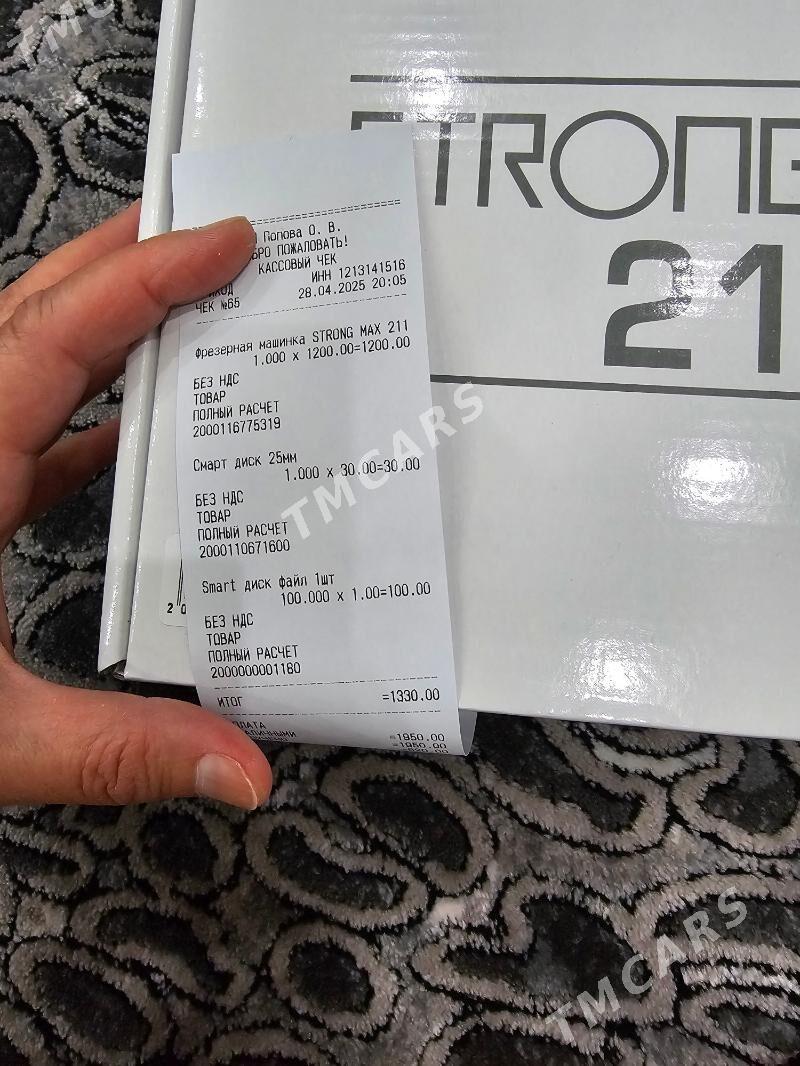 TMCARS
STRONG
21
Попова О. В.
ПОЖАЛОВАТЬ!
КАССОВЫЙ ЧЕК
ИНН 1213141516
ЧЕК №65 28.04.2025 20:05
Фрезерная машинка STRONG MAX 211
1.000 x 1200.00=1200.00
БЕЗ НДС
ТОВАР
ПОЛНЫЙ РАСЧЕТ
2000116775319
Смарт диск 25мм
1.000 x 30.00=30.00
БЕЗ НДС
ТОВАР
ПОЛНЫЙ РАСЧЕТ
2000110671600
Smart диск файл 1шт
100.000 x 1.00=100.00
БЕЗ НДС
ТОВАР
ПОЛНЫЙ РАСЧЕТ
2000000001180
ИТОГ =1330.00
=1950.00
=1950.00
TMCARS
TMCARS